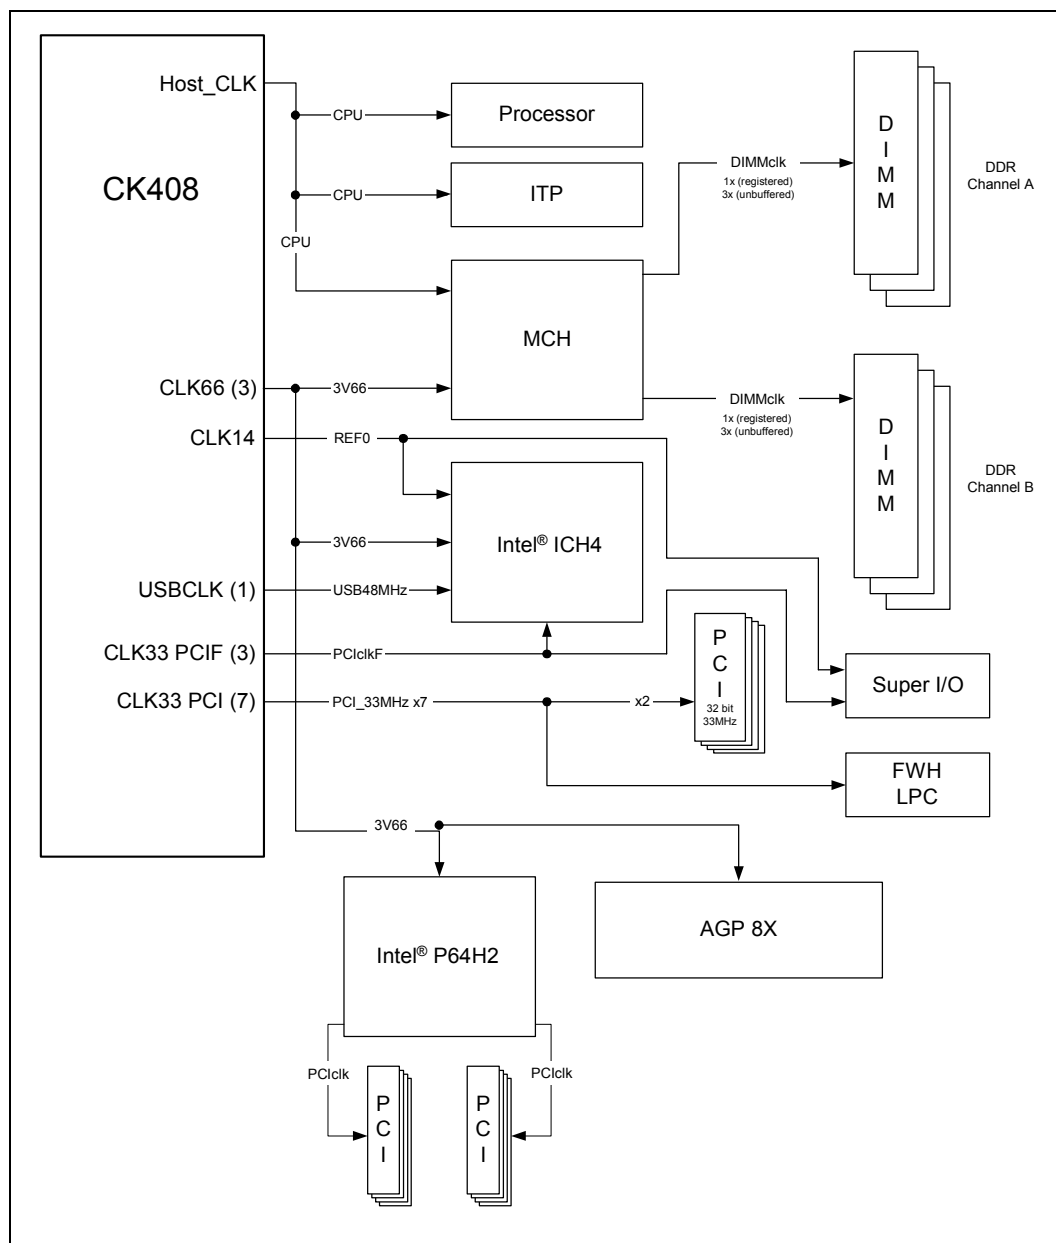 Host_CLK
CK408
CPU
Processor
CPU
ITP
CPU
MCH
DIMMclk
1x (registered)
3x (unbuffered)
D
I
M
M
DDR
Channel A
CLK66 (3)
3V66
DIMMclk
1x (registered)
3x (unbuffered)
D
I
M
M
DDR
Channel B
CLK14
REF0
3V66
Intel® ICH4
USBCLK (1)
USB48MHz
CLK33 PCIF (3)
PCIclkF
CLK33 PCI (7)
PCI_33MHz x7
x2
P
C
I
32 bit
33MHz
Super I/O
FWH
LPC
3V66
Intel® P64H2
AGP 8X
PCIclk
PCIclk
P
C
I
P
C
I